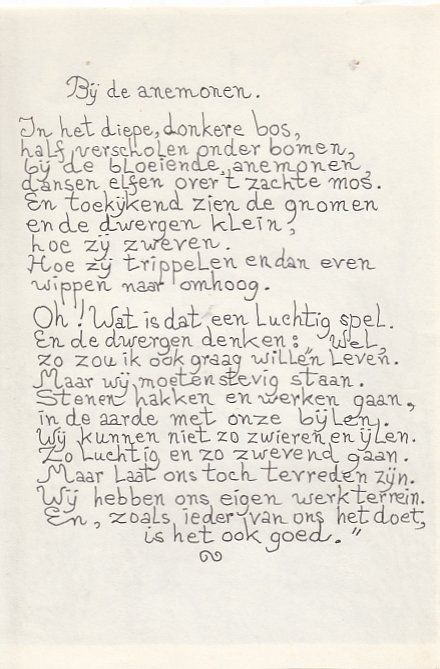 Bij de anemonen.
In het diepe, donkere bos,
half verscholen onder bomen,
bij de bloeiende anemonen,
dansen elfen over 't zachte mos.
En toekijkend zien de gnomen
en de dwergen klein,
hoe zij zweven.
Hoe zij trippelen en dan even
wippen naar omhoog.
Oh! Wat is dat een luchtig spel.
En de dwergen denken: „Wel,
zo zou ik ook graag willen leven.
Maar wij moeten stevig staan.
Stenen hakken en werken gaan,
in de aarde met onze bijlen.
Wij kunnen niet zo zwieren en ijlen.
Zo luchtig en zo zwevend gaan.
Maar laat ons toch tevreden zijn.
Wij hebben ons eigen werkterrein.
En, zoals ieder van ons het doet,
is het ook goed."